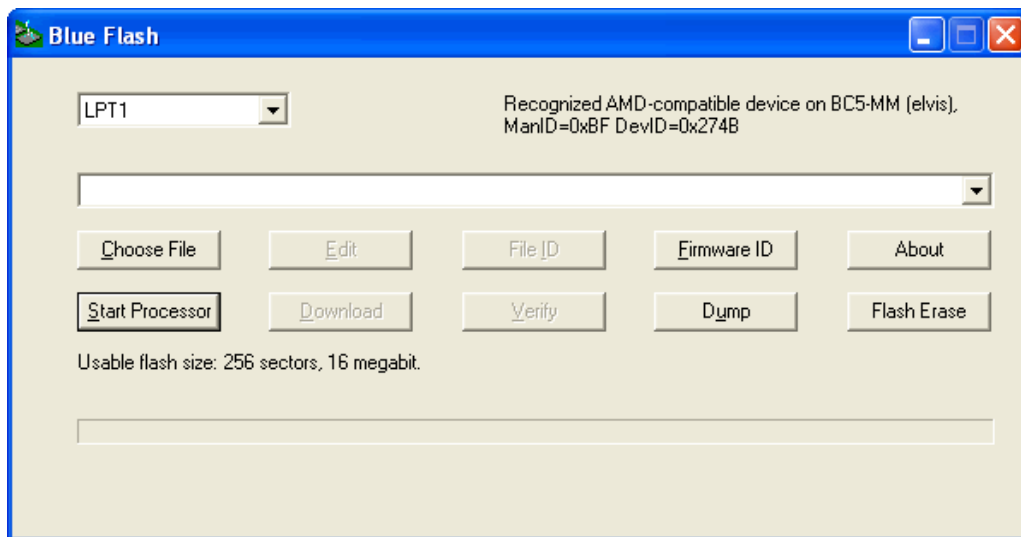 Blue Flash
LPT1
Recognized AMD-compatible device on BC5-MM (elvis),
ManID=0xBF DevID=0x274B
Choose File Edit File ID Firmware ID About
Start Processor Download Verify Dump Flash Erase
Usable flash size: 256 sectors, 16 megabit.